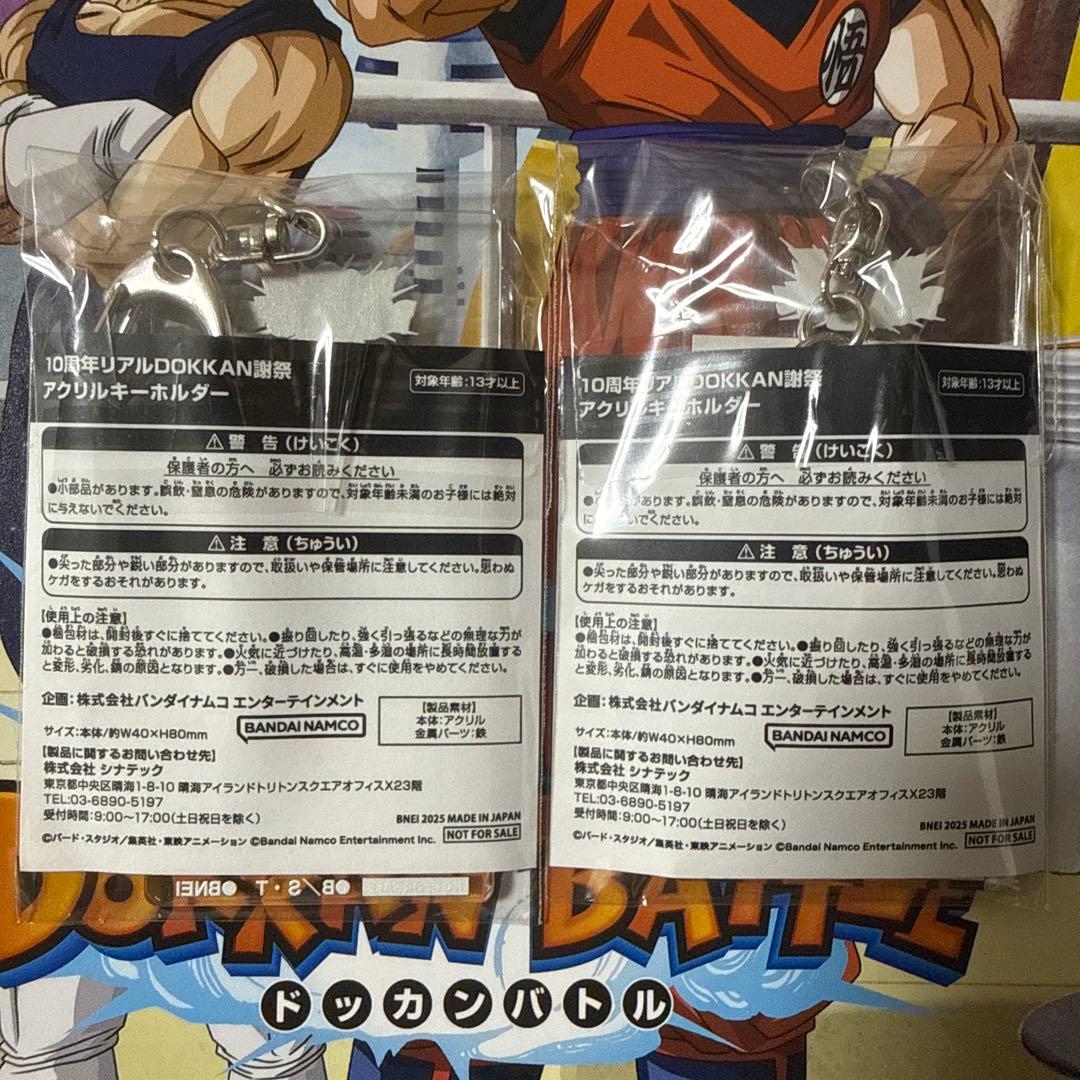 悟
10周年リアルDOKKAN謝祭
アクリルキーホルダー
対象年齢:13才以上
⚠警 告(けいこく)
保護者の方へ 必ずお読みください
●小部品があります。誤飲・窒息の危険がありますので、対象年齢未満のお子様には絶対
に与えないでください。
⚠注 意(ちゅうい)
●尖った部分や鋭い部分がありますので、取扱いや保管場所に注意してください。思わぬ
ケガをするおそれがあります。
【使用上の注意】
●梱包材は、開封後すぐに捨ててください。●振り回したり、強く引っ張るなどの無理な力が
加わると破損する恐れがあります。●火気に近づけたり、高温・多湿の場所に長時間放置する
と変形、劣化、錆の原因となります。●万一、破損した場合は、すぐに使用をやめてください。
企画:株式会社バンダイナムコ エンターテインメント
サイズ:本体/約W40×H80mm
BANDAI NAMCO
【製品素材】
本体:アクリル
金属パーツ:鉄
【製品に関するお問い合わせ先】
株式会社 シナテック
東京都中央区晴海1-8-10 晴海アイランドトリトンスクエアオフィスX23階
TEL:03-6890-5197
受付時間:9:00〜17:00(土日祝日を除く)
BNEI 2025 MADE IN JAPAN
NOT FOR SALE
©バード・スタジオ/集英社・東映アニメーション ©Bandai Namco Entertainment Inc.
10周年リアルDOKKAN謝祭
アクリルキーホルダー
対象年齢:13才以上
⚠警 告(けいこく)
保護者の方へ 必ずお読みください
があります。誤飲・窒息の危険がありますので、対象年齢未満のお子様には絶対
いでください。
⚠注 意(ちゅうい)
●尖った部分や鋭い部分がありますので、取扱いや保管場所に注意してください。思わぬ
ケガをするおそれがあります。
【使用上の注意】
●梱包材は、開封後すぐに捨ててください。●振り回したり、強く引っ張るなどの無理な力が
加わると破損する恐れがあります。●火気に近づけたり、高温・多湿の場所に長時間放置する
と変形、劣化、錆の原因となります。●万一、破損した場合は、すぐに使用をやめてください。
企画:株式会社バンダイナムコ エンターテインメント
サイズ:本体/約W40×H80mm
BANDAI NAMCO
【製品素材】
本体:アクリル
金属パーツ:鉄
【製品に関するお問い合わせ先】
株式会社 シナテック
東京都中央区晴海1-8-10 晴海アイランドトリトンスクエアオフィスX23階
TEL:03-6890-5197
受付時間:9:00〜17:00(土日祝日を除く)
BNEI 2025 MADE IN JAPAN
NOT FOR SALE
©バード・スタジオ/集英社・東映アニメーション ©Bandai Namco Entertainment Inc.
●B/S・T ●BNEI
DOKKAN BATTLE
ドッカンバトル